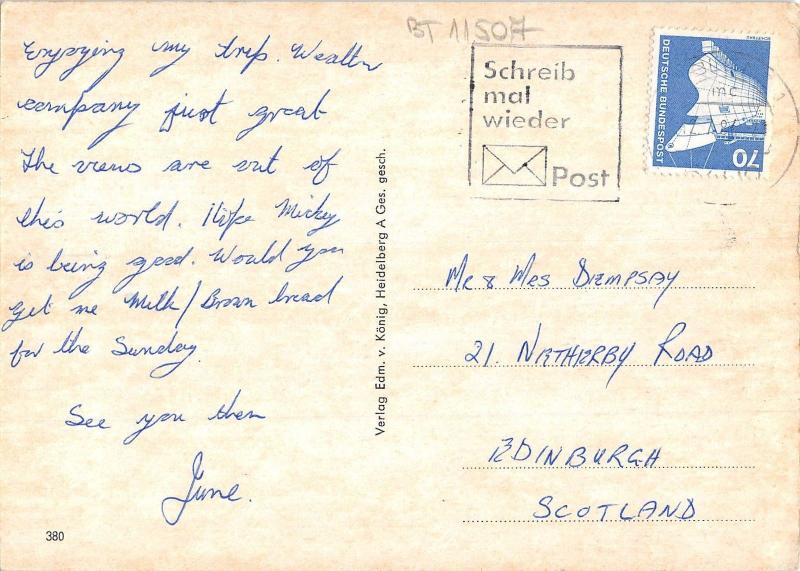 BT 11507
Enjoying my trip. Weather
company just great
the views are out of
this world. I hope Micky
is being good. Would you
get me Milk/Brown bread
for the Sunday.
See you then
June.
380
Verlag Edm. v. König, Heidelberg A Ges. gesch.
Schreib
mal
wieder
Post
DEUTSCHE BUNDESPOST
70
Mr & Mrs Dempsay
21. Netherby Road
Edinburgh
Scotland